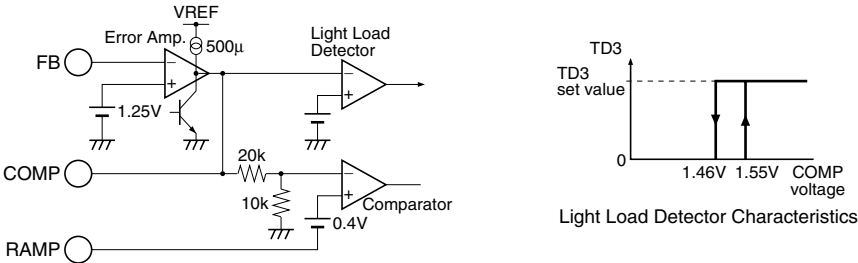 VREF
Error Amp.
500μ
FB
−
+
1.25V
Light Load
Detector
−
+
COMP
20k
10k
−
+
Comparator
0.4V
RAMP
TD3
TD3
set value
0
1.46V 1.55V COMP
voltage
Light Load Detector Characteristics